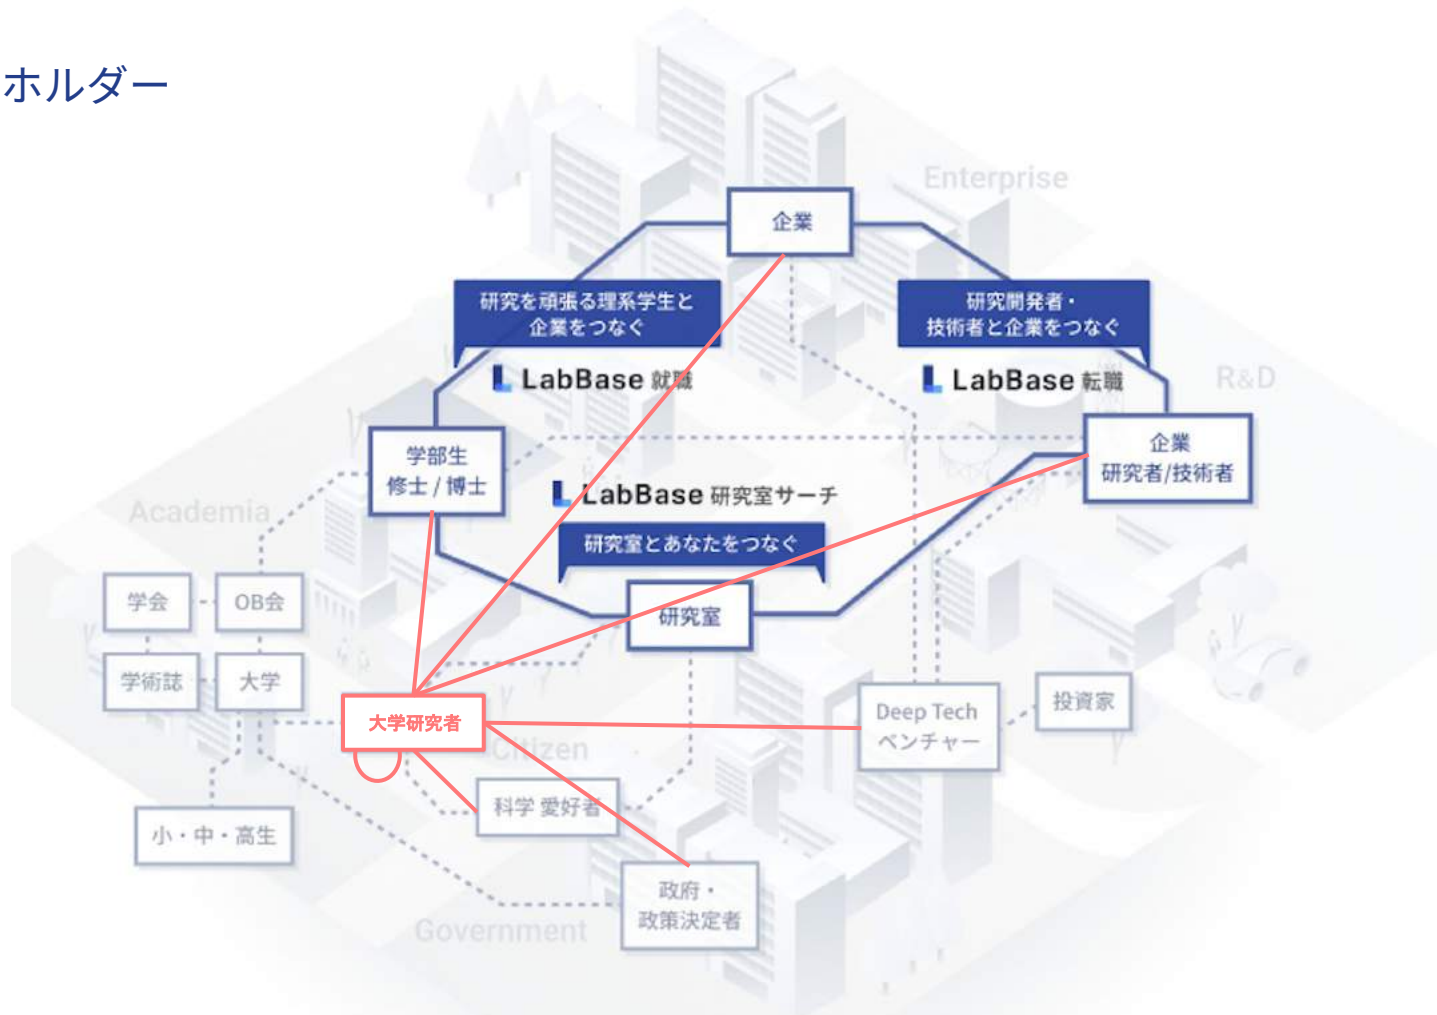 ホルダー
Enterprise
企業
研究を頑張る理系学生と
企業をつなぐ
研究開発者・
技術者と企業をつなぐ
LabBase 就職
LabBase 転職
R&D
学部生
修士 / 博士
企業
研究者/技術者
LabBase 研究室サーチ
Academia
研究室とあなたをつなぐ
学会
OB会
研究室
学術誌
大学
大学研究者
Deep Tech
ベンチャー
投資家
Citizen
科学 愛好者
小・中・高生
政府・
政策決定者
Government